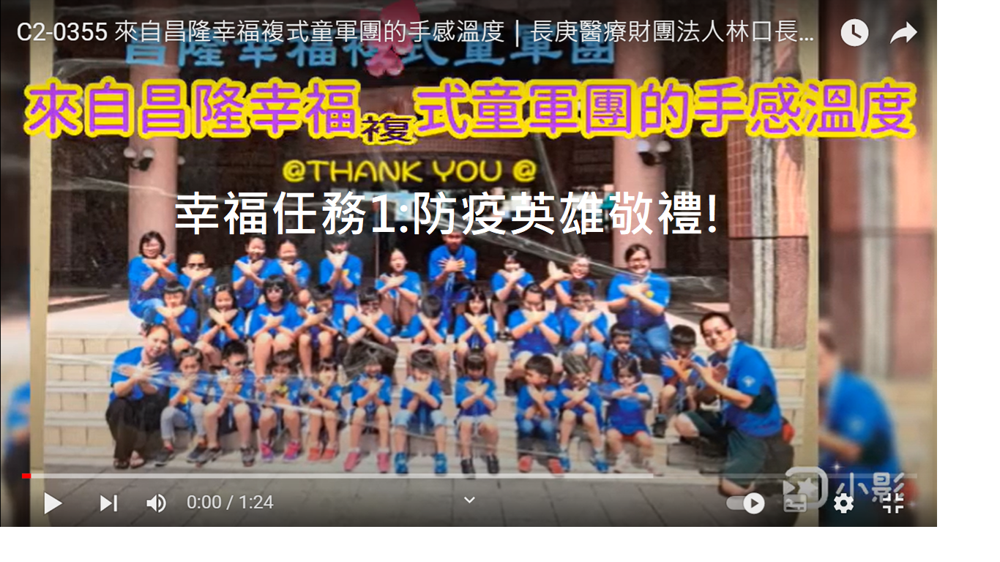 C2-0355 來自昌隆幸福複式童軍團的手感溫度｜長庚醫療財團法人林口長...
昌隆幸福複式童軍團
來自昌隆幸福複式童軍團的手感溫度
@THANK YOU @
幸福任務1:防疫英雄敬禮!
小影
0:00 / 1:24